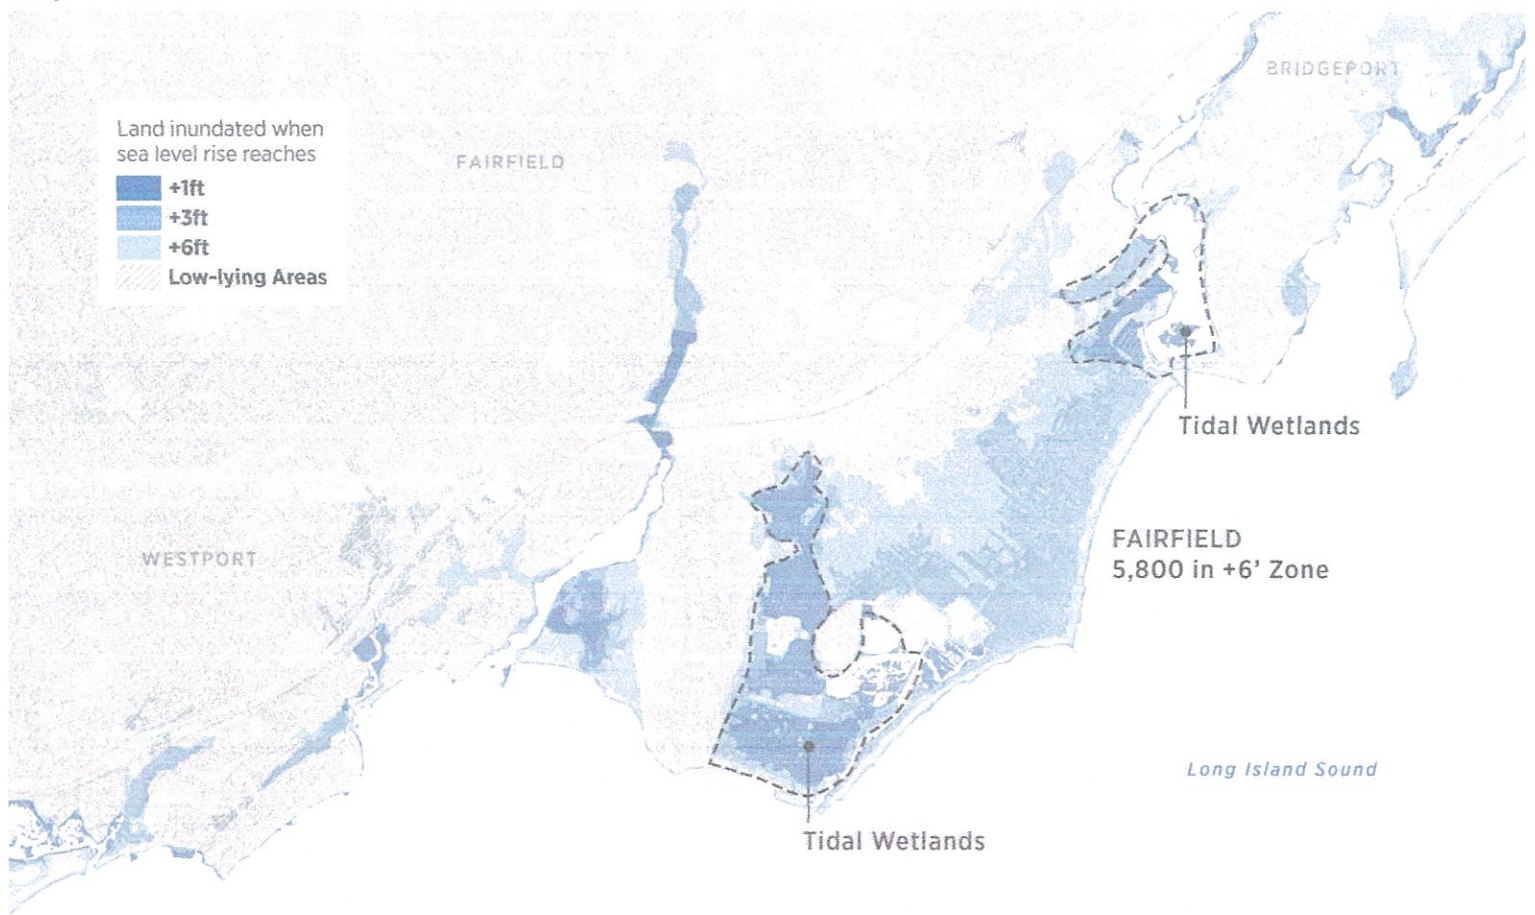 BRIDGEPORT
Land inundated when
sea level rise reaches
+1ft
+3ft
+6ft
Low-lying Areas
FAIRFIELD
Tidal Wetlands
WESTPORT
FAIRFIELD
5,800 in +6' Zone
Long Island Sound
Tidal Wetlands